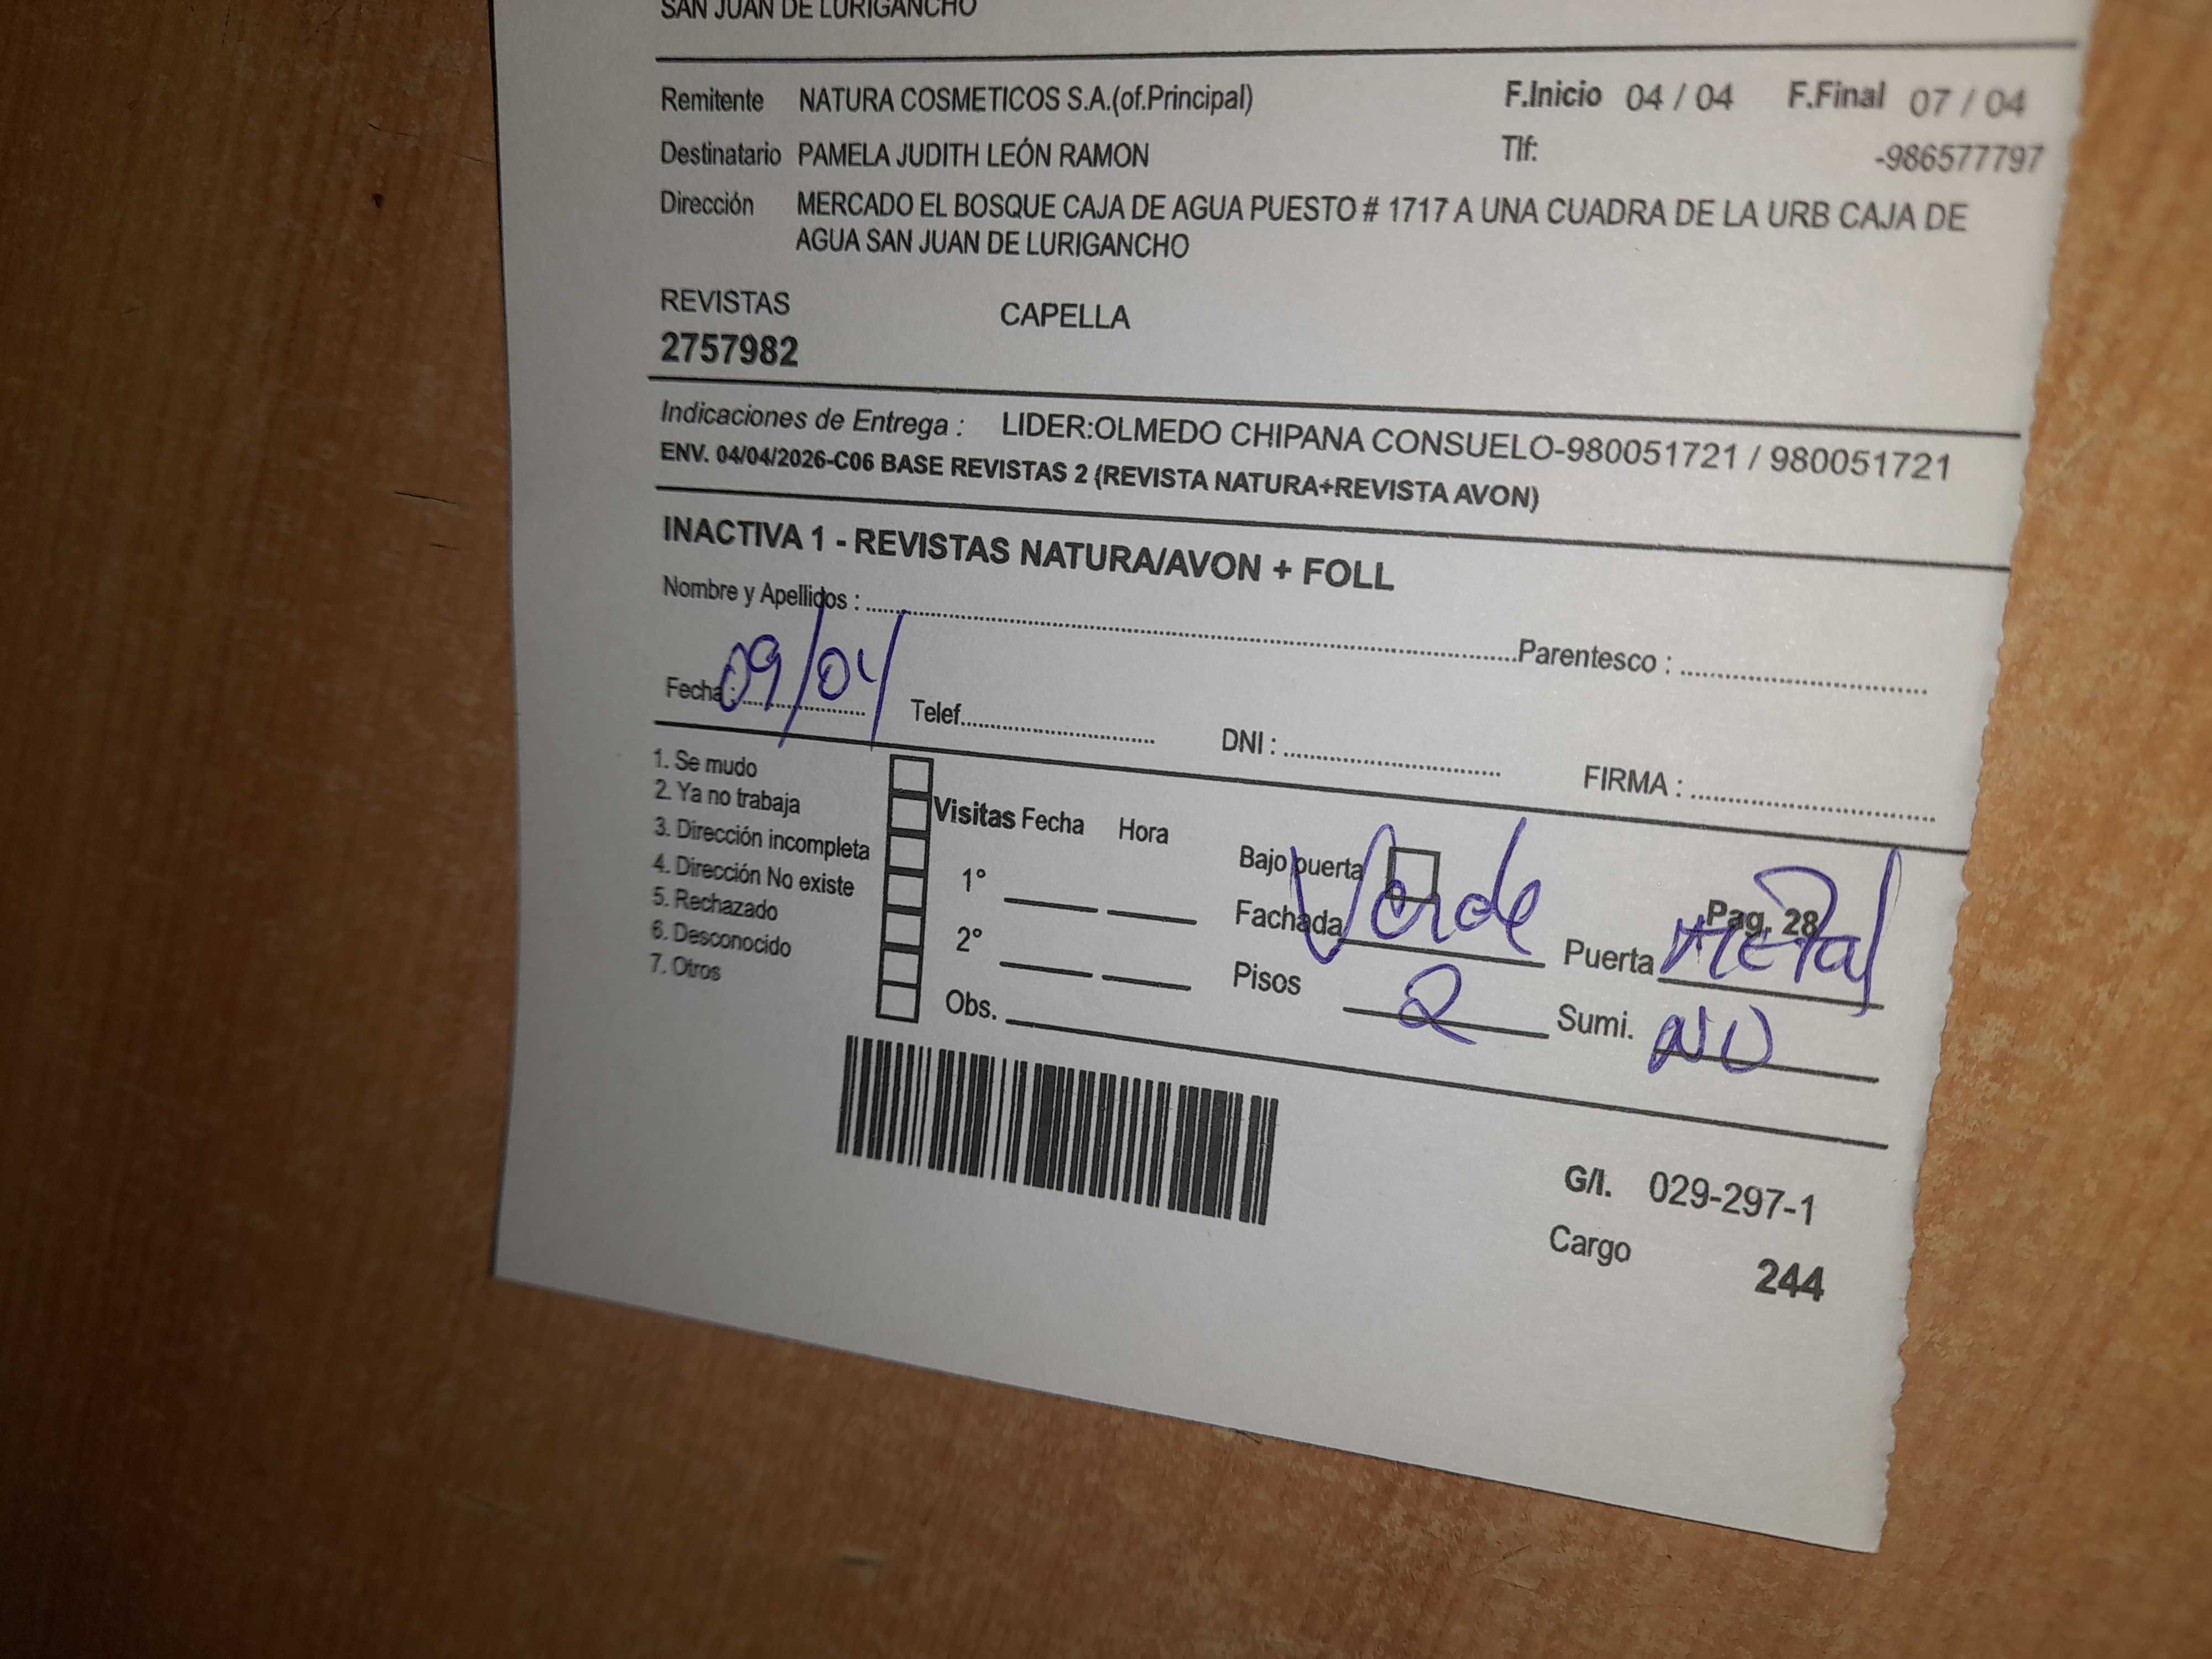 SAN JUAN DE LURIGANCHO
Remitente NATURA COSMETICOS S.A.(of.Principal) F.Inicio 04 / 04 F.Final 07 / 04
Destinatario PAMELA JUDITH LEÓN RAMON Tlf: -986577797
Dirección MERCADO EL BOSQUE CAJA DE AGUA PUESTO # 1717 A UNA CUADRA DE LA URB CAJA DE
AGUA SAN JUAN DE LURIGANCHO
REVISTAS CAPELLA
2757982
Indicaciones de Entrega : LIDER:OLMEDO CHIPANA CONSUELO-980051721 / 980051721
ENV. 04/04/2026-C06 BASE REVISTAS 2 (REVISTA NATURA+REVISTA AVON)
INACTIVA 1 - REVISTAS NATURA/AVON + FOLL
Nombre y Apellidos : Parentesco :
Fecha : 09/04 Telef. DNI : FIRMA :
1. Se mudo
2. Ya no trabaja
3. Dirección incompleta
4. Dirección No existe
5. Rechazado
6. Desconocido
7. Otros
Visitas Fecha Hora
1°
2°
Obs.
Bajo puerta Pag. 28
Fachada Verde Puerta Metal
Pisos 2 Sumi. NO
G/I. 029-297-1
Cargo 244